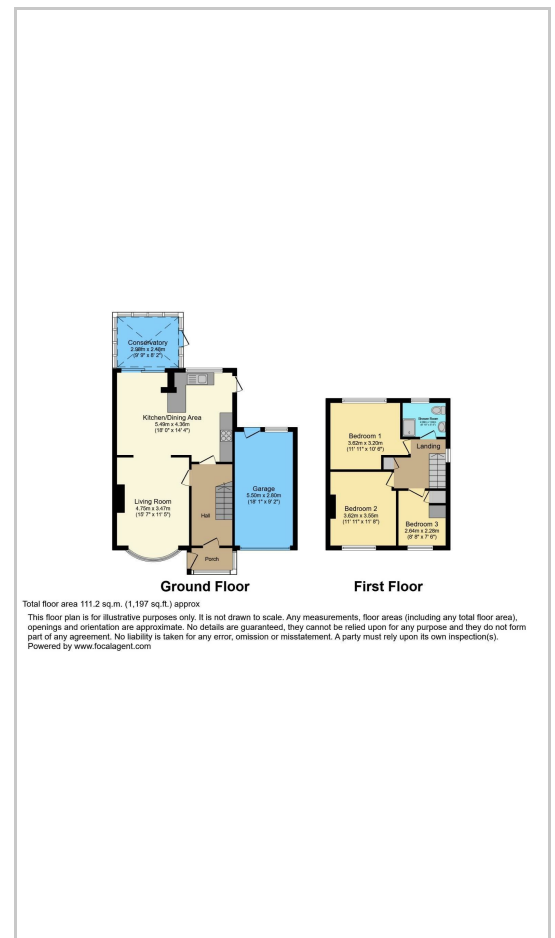 Conservatory
2.98m x 2.48m
(9' 9" x 8' 2")
Kitchen/Dining Area
5.49m x 4.36m
(18' 0" x 14' 4")
Living Room
4.75m x 3.47m
(15' 7" x 11' 5")
Hall
Porch
Garage
5.50m x 2.80m
(18' 1" x 9' 2")
Ground Floor
Bedroom 1
3.62m x 3.20m
(11' 11" x 10' 6")
Shower Room
Landing
Bedroom 2
3.62m x 3.55m
(11' 11" x 11' 8")
Bedroom 3
2.64m x 2.28m
(8' 8" x 7' 6")
First Floor
Total floor area 111.2 sq.m. (1,197 sq.ft.) approx
This floor plan is for illustrative purposes only. It is not drawn to scale. Any measurements, floor areas (including any total floor area),
openings and orientation are approximate. No details are guaranteed, they cannot be relied upon for any purpose and they do not form
part of any agreement. No liability is taken for any error, omission or misstatement. A party must rely upon its own inspection(s).
Powered by www.focalagent.com